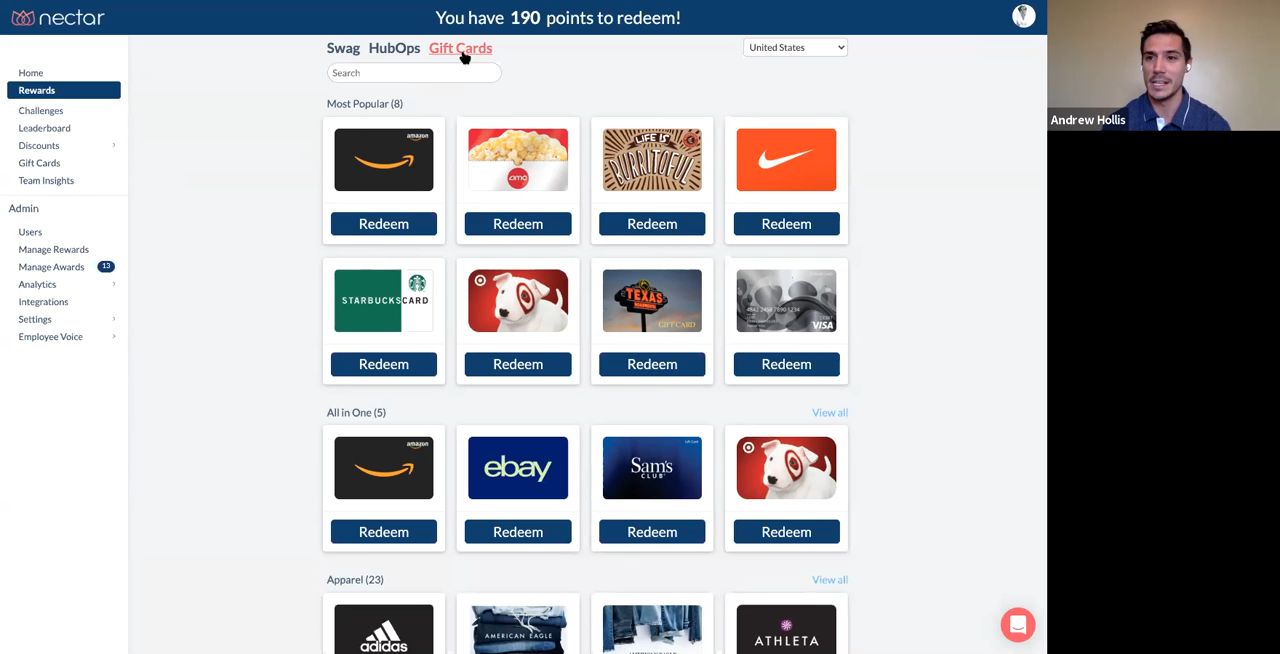 nectar
You have 190 points to redeem!
Andrew Hollis
Home
Rewards
Challenges
Leaderboard
Discounts
Gift Cards
Team Insights
Admin
Users
Manage Rewards
Manage Awards 13
Analytics
Integrations
Settings
Employee Voice
Swag HubOps Gift Cards
United States
Search
Most Popular (8)
amazon
amc
LIFE IS
BURRITOFUL
Redeem Redeem Redeem Redeem
STARBUCKSCARD
TEXAS
ROADHOUSE
GIFT CARD
VISA
Redeem Redeem Redeem Redeem
All in One (5) View all
amazon
ebay
Sam's
CLUB
Redeem Redeem Redeem Redeem
Apparel (23) View all
adidas
AMERICAN EAGLE
ATHLETA